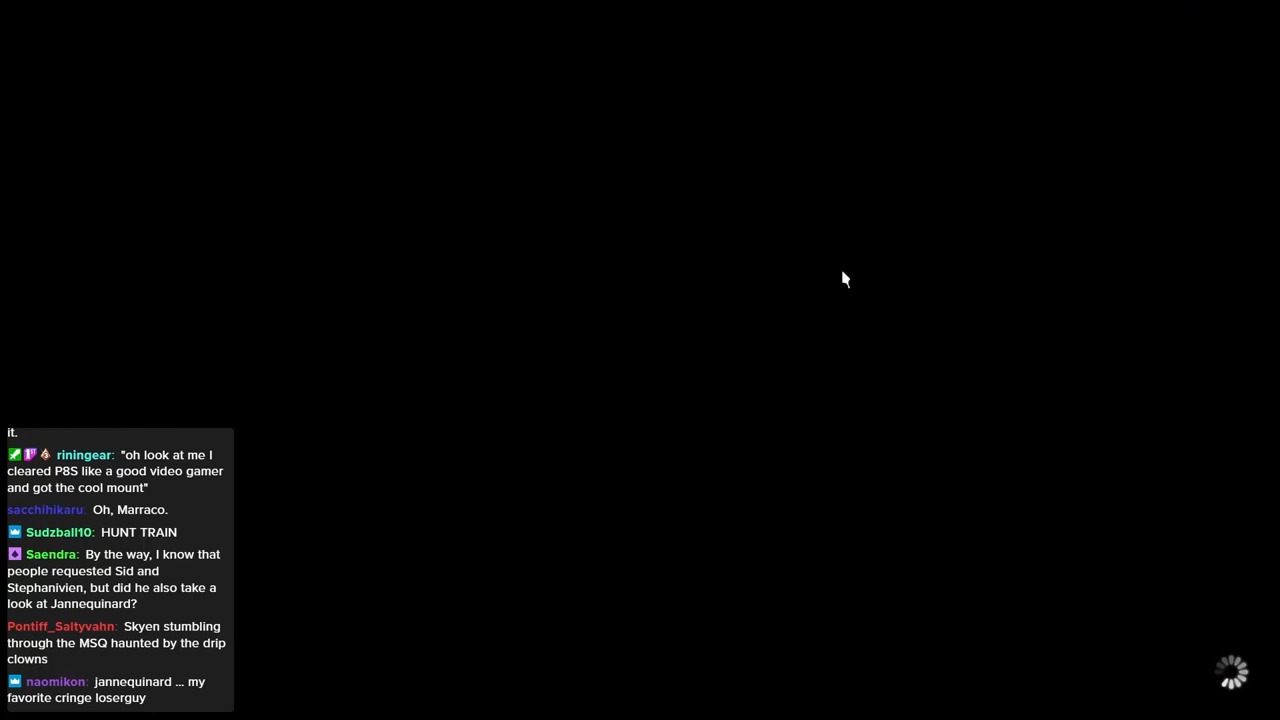 it.
riningear: "oh look at me I
cleared P8S like a good video gamer
and got the cool mount"
sacchihikaru: Oh, Marraco.
Sudzball10: HUNT TRAIN
Saendra: By the way, I know that
people requested Sid and
Stephanivien, but did he also take a
look at Jannequinard?
Pontiff_Saltyvahn: Skyen stumbling
through the MSQ haunted by the drip
clowns
naomikon: jannequinard ... my
favorite cringe loserguy